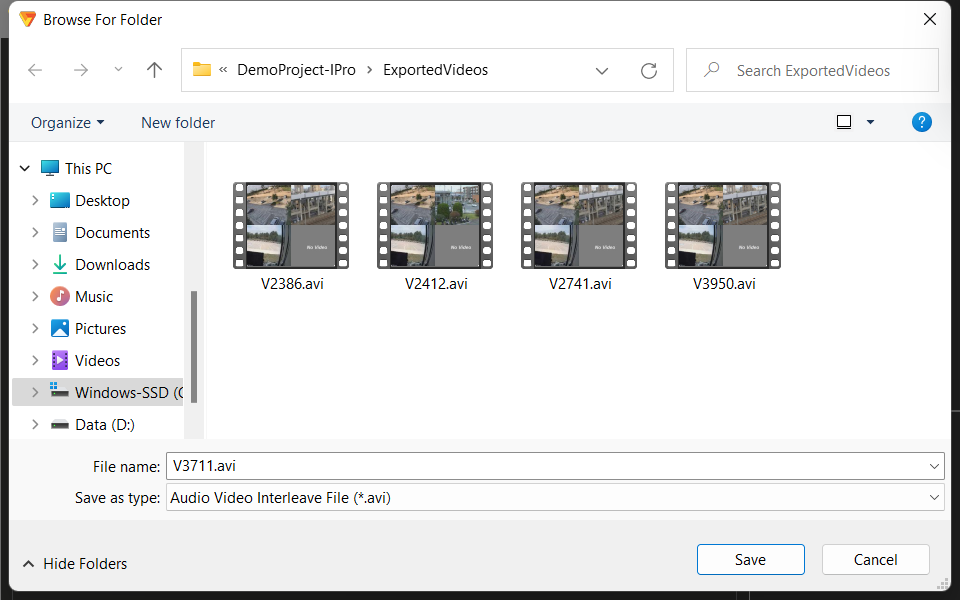 Browse For Folder
« DemoProject-IPro > ExportedVideos
Search ExportedVideos
Organize
New folder
?
This PC
Desktop
Documents
Downloads
Music
Pictures
Videos
Windows-SSD (C
Data (D:)
No Video
V2386.avi
No Video
V2412.avi
No Video
V2741.avi
No Video
V3950.avi
File name: V3711.avi
Save as type: Audio Video Interleave File (*.avi)
Hide Folders
Save
Cancel